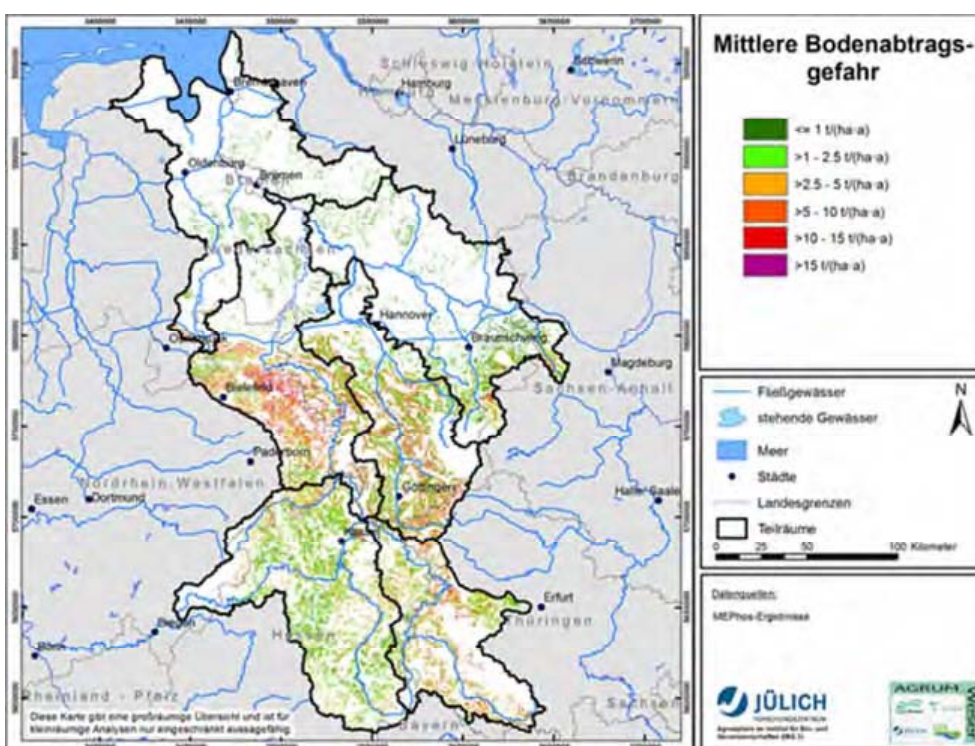 Mittlere Bodenabtrags-
gefahr
<= 1 t/(ha·a)
>1 - 2.5 t/(ha·a)
>2.5 - 5 t/(ha·a)
>5 - 10 t/(ha·a)
>10 - 15 t/(ha·a)
>15 t/(ha·a)
Fließgewässer
stehende Gewässer
Meer
Städte
Landesgrenzen
Teilräume
N
0 25 50 100 Kilometer
Datenquellen:
MEPhos-Ergebnisse
JÜLICH
FORSCHUNGSZENTRUM
AGRUM
Schleswig-Holstein
Schwerin
Bremerhaven
Hamburg
Mecklenburg-Vorpommern
Lüneburg
Oldenburg
Bremen
Brandenburg
Niedersachsen
Hannover
Braunschweig
Magdeburg
Sachsen-Anhalt
Bielefeld
Paderborn
Nordrhein-Westfalen
Göttingen
Halle/Saale
Essen
Dortmund
Erfurt
Thüringen
Siegen
Hessen
Bonn
Rheinland-Pfalz
Bayern
Diese Karte gibt eine großräumige Übersicht und ist für
kleinräumige Analysen nur eingeschränkt aussagefähig